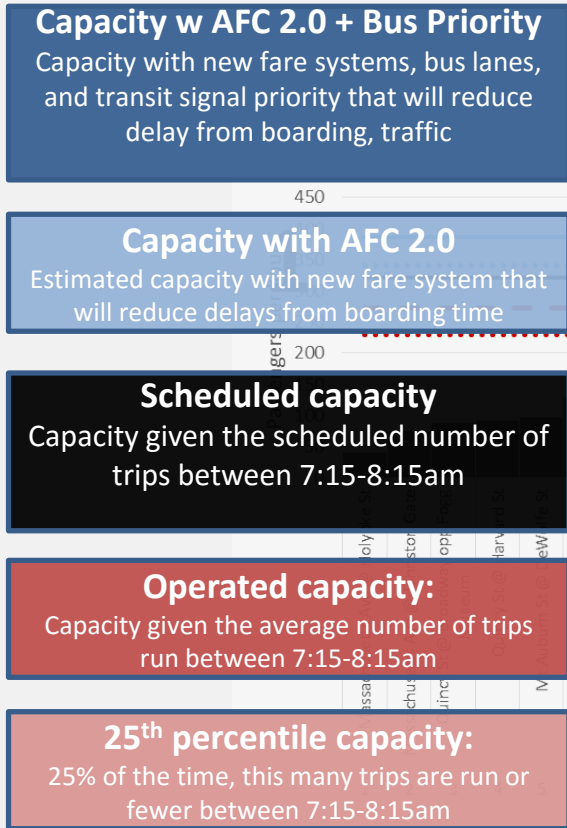 Capacity w AFC 2.0 + Bus Priority
Capacity with new fare systems, bus lanes,
and transit signal priority that will reduce
delay from boarding, traffic
450
Capacity with AFC 2.0
Estimated capacity with new fare system that
will reduce delays from boarding time
200
Scheduled capacity
Capacity given the scheduled number of
trips between 7:15-8:15am
Operated capacity:
Capacity given the average number of trips
run between 7:15-8:15am
25th percentile capacity:
25% of the time, this many trips are run or
fewer between 7:15-8:15am